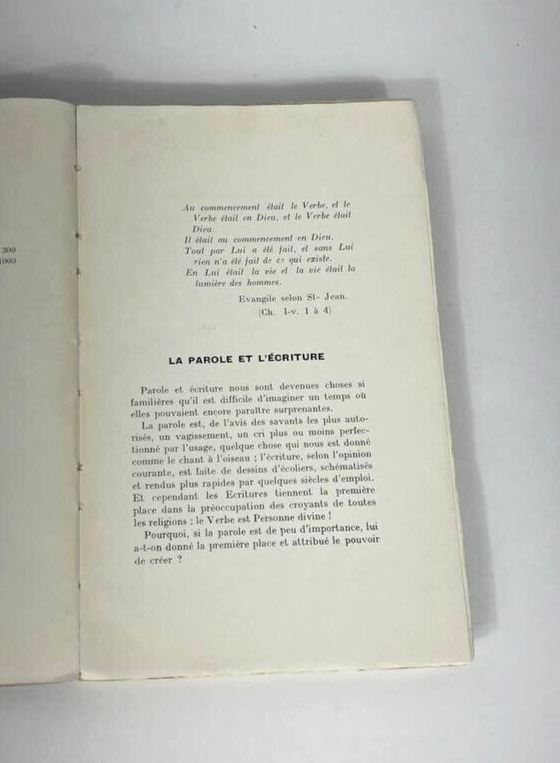 300
1000
Au commencement était le Verbe, et le
Verbe était en Dieu, et le Verbe était
Dieu.
Il était au commencement en Dieu.
Tout par Lui a été fait, et sans Lui
rien n'a été fait de ce qui existe.
En Lui était la vie et la vie était la
lumière des hommes.
Evangile selon St- Jean.
(Ch. 1-v. 1 à 4)
LA PAROLE ET L'ÉCRITURE
Parole et écriture nous sont devenues choses si
familières qu'il est difficile d'imaginer un temps où
elles pouvaient encore paraître surprenantes.
La parole est, de l'avis des savants les plus auto-
risés, un vagissement, un cri plus ou moins perfec-
tionné par l'usage, quelque chose qui nous est donné
comme le chant à l'oiseau ; l'écriture, selon l'opinion
courante, est faite de dessins d'écoliers, schématisés
et rendus plus rapides par quelques siècles d'emploi.
Et cependant les Ecritures tiennent la première
place dans la préoccupation des croyants de toutes
les religions : le Verbe est Personne divine !
Pourquoi, si la parole est de peu d'importance, lui
a-t-on donné la première place et attribué le pouvoir
de créer ?